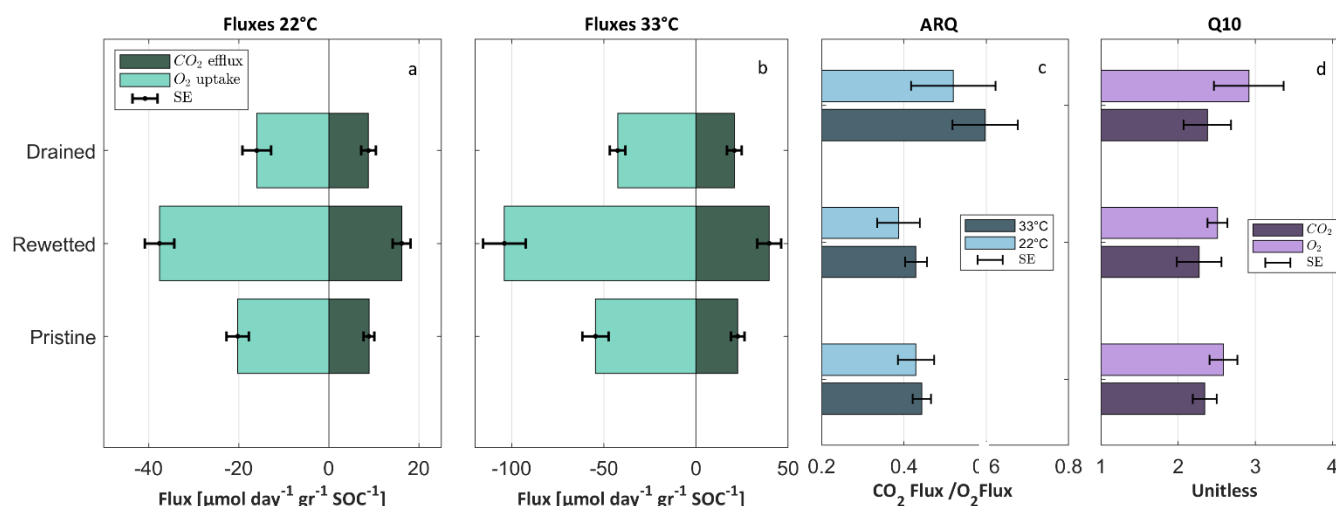 Fluxes 22°C
Fluxes 33°C
ARQ
Q10
CO₂ efflux
O₂ uptake
SE
a
b
c
d
Drained
Rewetted
Pristine
33°C
22°C
SE
CO₂
O₂
SE
-40 -20 0 20
-100 -50 0 50
0.2 0.4 0.6 0.8
1 2 3 4
Flux [µmol day⁻¹ gr⁻¹ SOC⁻¹]
Flux [µmol day⁻¹ gr⁻¹ SOC⁻¹]
CO₂ Flux /O₂Flux
Unitless